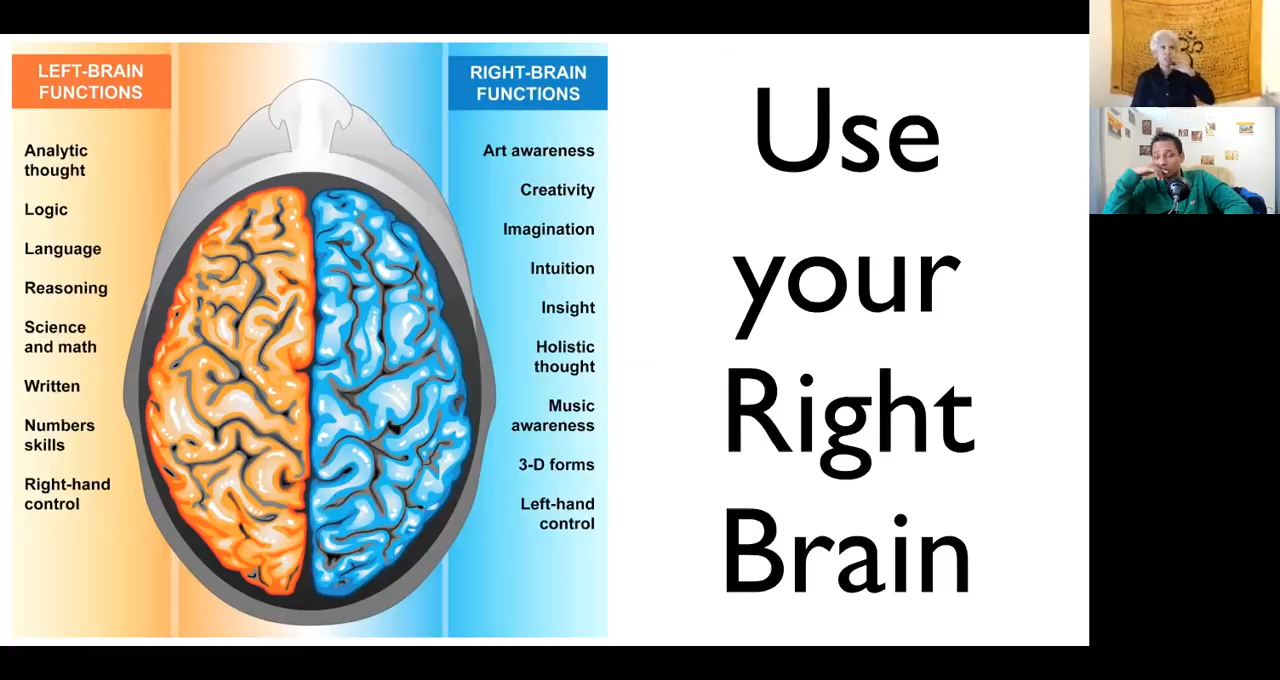 LEFT-BRAIN
FUNCTIONS
Analytic
thought
Logic
Language
Reasoning
Science
and math
Written
Numbers
skills
Right-hand
control
RIGHT-BRAIN
FUNCTIONS
Art awareness
Creativity
Imagination
Intuition
Insight
Holistic
thought
Music
awareness
3-D forms
Left-hand
control
Use
your
Right
Brain
ॐ